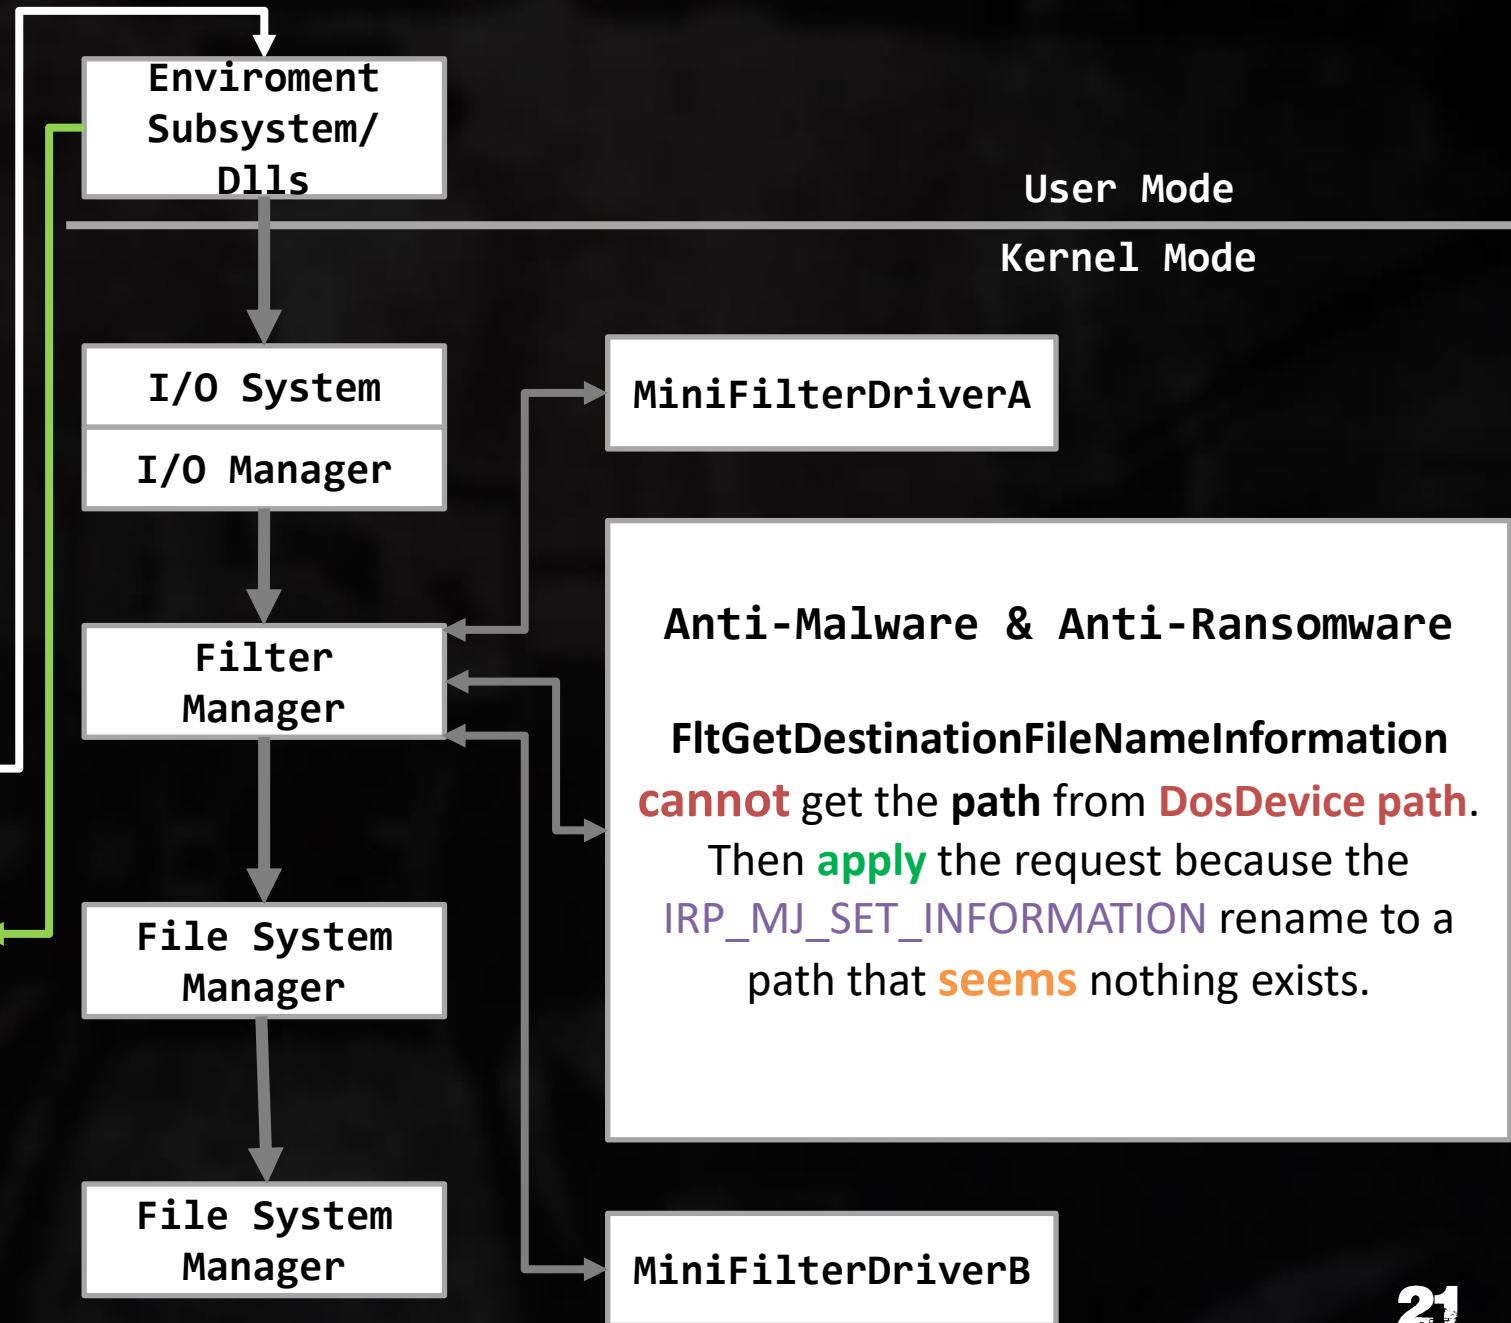 Enviroment
Subsystem/
Dlls
User Mode
Kernel Mode
I/O System
I/O Manager
MiniFilterDriverA
Filter
Manager
Anti-Malware & Anti-Ransomware
FltGetDestinationFileNameInformation
cannot get the path from DosDevice path.
Then apply the request because the
IRP_MJ_SET_INFORMATION rename to a
path that seems nothing exists.
File System
Manager
File System
Manager
MiniFilterDriverB
21